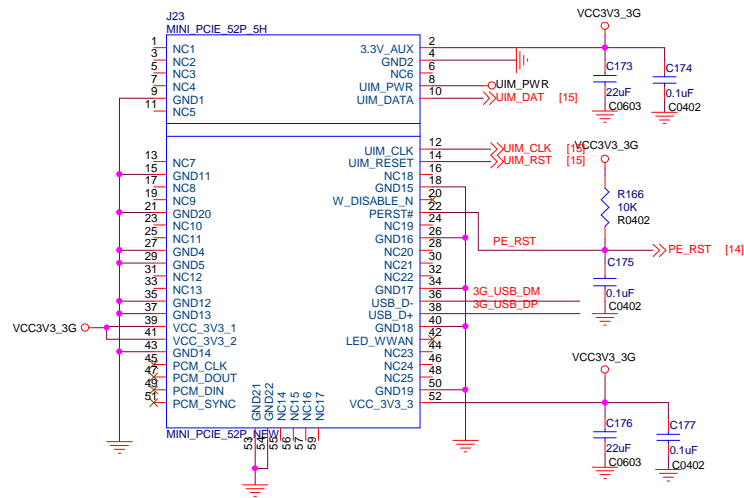 J23
MINI_PCIE_52P_5H
VCC3V3_3G
1 NC1 3.3V_AUX 2
3 NC2 GND2 4
5 NC3 NC6 6
7 NC4 UIM_PWR 8 UIM_PWR
9 GND1 UIM_DATA 10 UIM_DAT [15]
11 NC5
C173
22uF
C0603
C174
0.1uF
C0402
UIM_CLK 12 UIM_CLK [15]
13 NC7 UIM_RESET 14 UIM_RST [15]
15 GND11 NC18 16
17 NC8 GND15 18
19 NC9 W_DISABLE_N 20
21 GND20 PERST# 22
23 NC10 NC19 24
25 NC11 GND16 26
27 GND4 NC20 28
29 GND5 NC21 30
31 NC12 NC22 32
33 NC13 GND17 34
35 GND12 USB_D- 36 3G_USB_DM
37 GND13 USB_D+ 38 3G_USB_DP
39 VCC_3V3_1 GND18 40
41 VCC_3V3_2 LED_WWAN 42
43 GND14 NC23 44
45 PCM_CLK NC24 46
47 PCM_DOUT NC25 48
49 PCM_DIN GND19 50
51 PCM_SYNC VCC_3V3_3 52
VCC3V3_3G
VCC3V3_3G
R166
10K
R0402
PE_RST
PE_RST [14]
C175
0.1uF
C0402
GND21
GND22
NC14
NC15
NC16
NC17
MINI_PCIE_52P_NEW
53
54
55
56
57
59
VCC3V3_3G
C176
22uF
C0603
C177
0.1uF
C0402